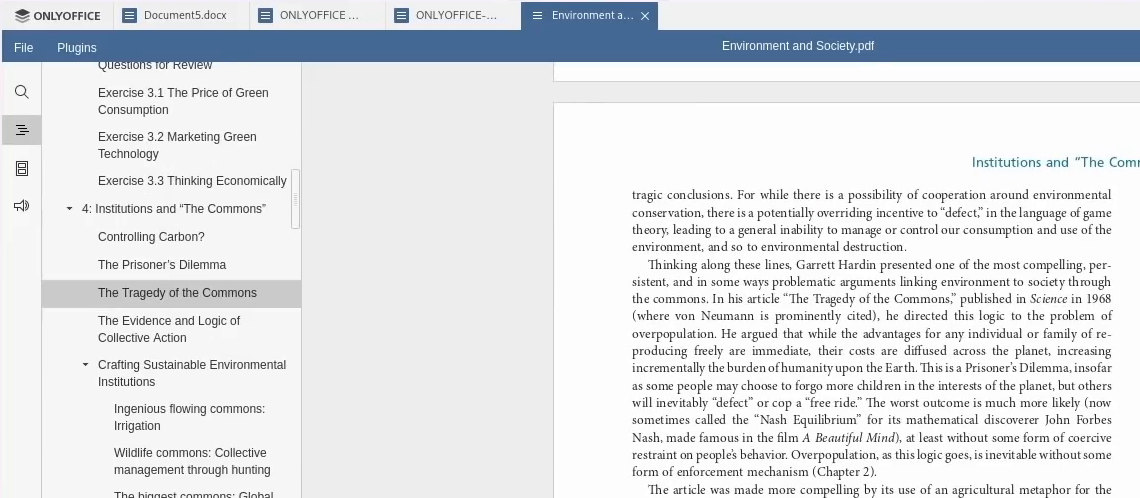 ONLYOFFICE
Document5.docx
ONLYOFFICE ...
ONLYOFFICE-...
Environment a...
File
Plugins
Environment and Society.pdf
Questions for Review
Exercise 3.1 The Price of Green
Consumption
Exercise 3.2 Marketing Green
Technology
Exercise 3.3 Thinking Economically
4: Institutions and “The Commons”
Controlling Carbon?
The Prisoner’s Dilemma
The Tragedy of the Commons
The Evidence and Logic of
Collective Action
Crafting Sustainable Environmental
Institutions
Ingenious flowing commons:
Irrigation
Wildlife commons: Collective
management through hunting
The biggest commons: Global
Institutions and “The Comm
tragic conclusions. For while there is a possibility of cooperation around environmental
conservation, there is a potentially overriding incentive to “defect,” in the language of game
theory, leading to a general inability to manage or control our consumption and use of the
environment, and so to environmental destruction.
Thinking along these lines, Garrett Hardin presented one of the most compelling, per-
sistent, and in some ways problematic arguments linking environment to society through
the commons. In his article “The Tragedy of the Commons,” published in Science in 1968
(where von Neumann is prominently cited), he directed this logic to the problem of
overpopulation. He argued that while the advantages for any individual or family of re-
producing freely are immediate, their costs are diffused across the planet, increasing
incrementally the burden of humanity upon the Earth. This is a Prisoner’s Dilemma, insofar
as some people may choose to forgo more children in the interests of the planet, but others
will inevitably “defect” or cop a “free ride.” The worst outcome is much more likely (now
sometimes called the “Nash Equilibrium” for its mathematical discoverer John Forbes
Nash, made famous in the film A Beautiful Mind), at least without some form of coercive
restraint on people’s behavior. Overpopulation, as this logic goes, is inevitable without some
form of enforcement mechanism (Chapter 2).
The article was made more compelling by its use of an agricultural metaphor for the